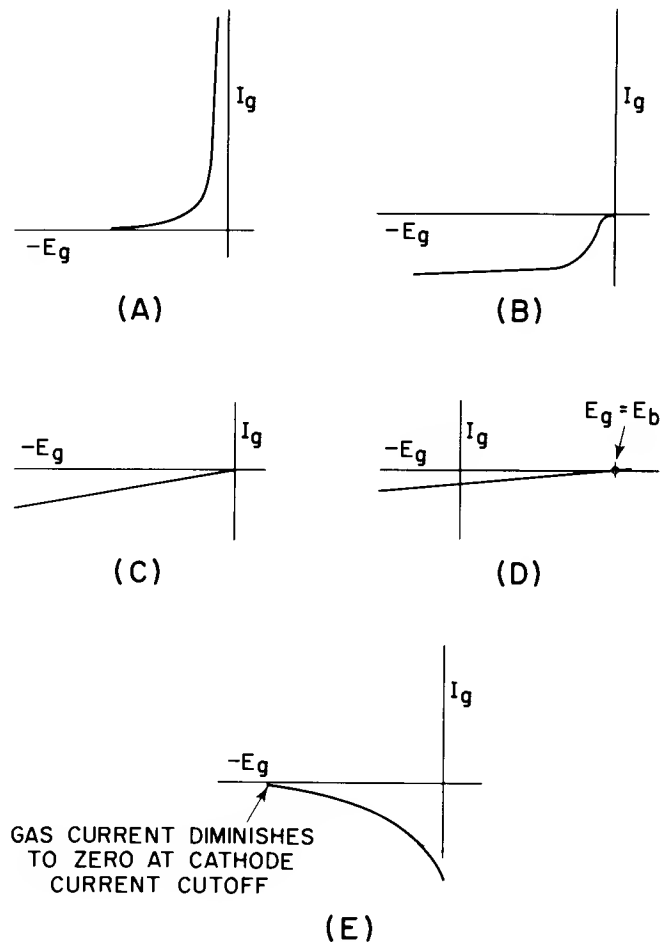 Ig
-Eg
(A)
Ig
-Eg
(B)
-Eg
Ig
(C)
-Eg
Ig
Eg = Eb
(D)
Ig
-Eg
GAS CURRENT DIMINISHES
TO ZERO AT CATHODE
CURRENT CUTOFF
(E)